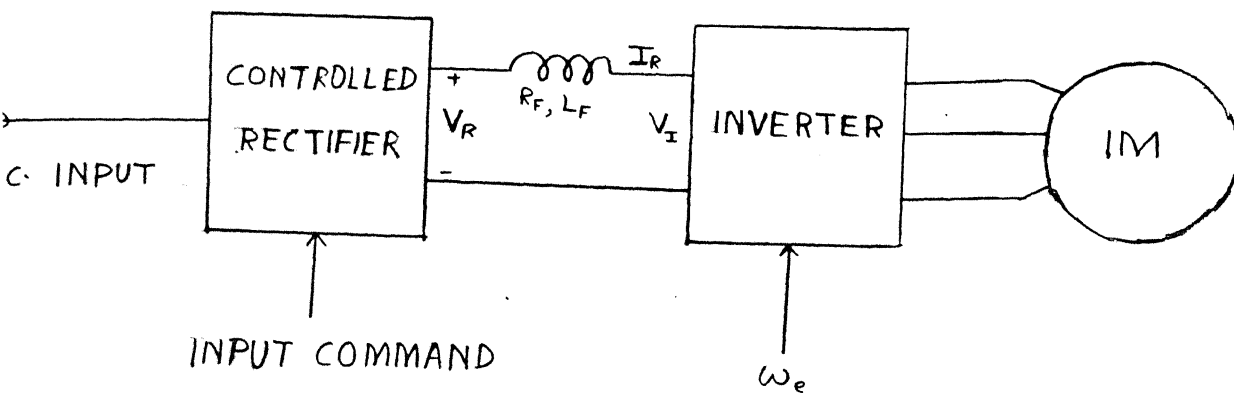 C. INPUT
CONTROLLED
RECTIFIER
INPUT COMMAND
+
V_R
-
R_F, L_F
I_R
V_I
INVERTER
ω_e
IM